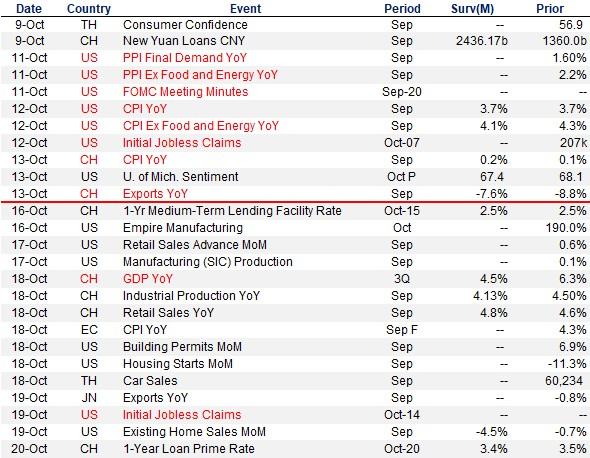 Date Country Event Period Surv(M) Prior
9-Oct TH Consumer Confidence Sep -- 56.9
9-Oct CH New Yuan Loans CNY Sep 2436.17b 1360.0b
11-Oct US PPI Final Demand YoY Sep -- 1.60%
11-Oct US PPI Ex Food and Energy YoY Sep -- 2.2%
11-Oct US FOMC Meeting Minutes Sep-20 --
12-Oct US CPI YoY Sep 3.7% 3.7%
12-Oct US CPI Ex Food and Energy YoY Sep 4.1% 4.3%
12-Oct US Initial Jobless Claims Oct-07 -- 207k
13-Oct CH CPI YoY Sep 0.2% 0.1%
13-Oct US U. of Mich. Sentiment Oct P 67.4 68.1
13-Oct CH Exports YoY Sep -7.6% -8.8%
16-Oct CH 1-Yr Medium-Term Lending Facility Rate Oct-15 2.5% 2.5%
16-Oct US Empire Manufacturing Oct -- 190.0%
17-Oct US Retail Sales Advance MoM Sep -- 0.6%
17-Oct US Manufacturing (SIC) Production Sep -- 0.1%
18-Oct CH GDP YoY 3Q 4.5% 6.3%
18-Oct CH Industrial Production YoY Sep 4.13% 4.50%
18-Oct CH Retail Sales YoY Sep 4.8% 4.6%
18-Oct EC CPI YoY Sep F -- 4.3%
18-Oct US Building Permits MoM Sep -- 6.9%
18-Oct US Housing Starts MoM Sep -- -11.3%
18-Oct TH Car Sales Sep -- 60,234
19-Oct JN Exports YoY Sep -- -0.8%
19-Oct US Initial Jobless Claims Oct-14 -- --
19-Oct US Existing Home Sales MoM Sep -4.5% -0.7%
20-Oct CH 1-Year Loan Prime Rate Oct-20 3.4% 3.5%